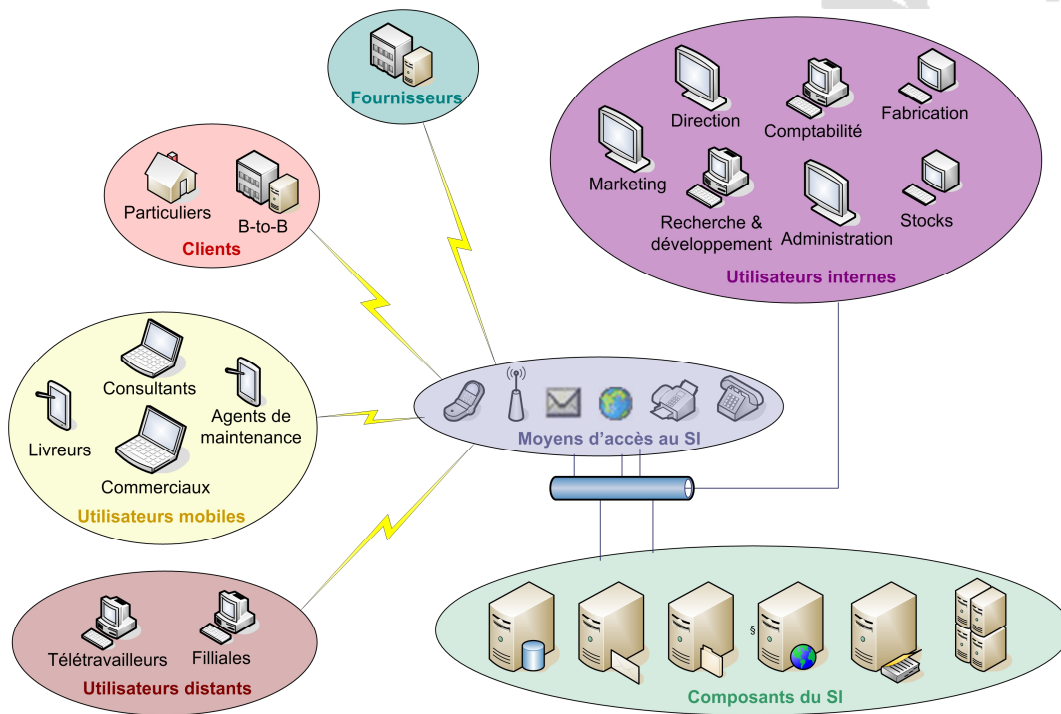 Fournisseurs
Particuliers
B-to-B
Clients
Direction
Comptabilité
Fabrication
Marketing
Recherche &
développement
Administration
Stocks
Utilisateurs internes
Consultants
Livreurs
Agents de
maintenance
Commerciaux
Utilisateurs mobiles
Moyens d'accès au SI
Télétravailleurs
Filliales
Utilisateurs distants
§
Composants du SI